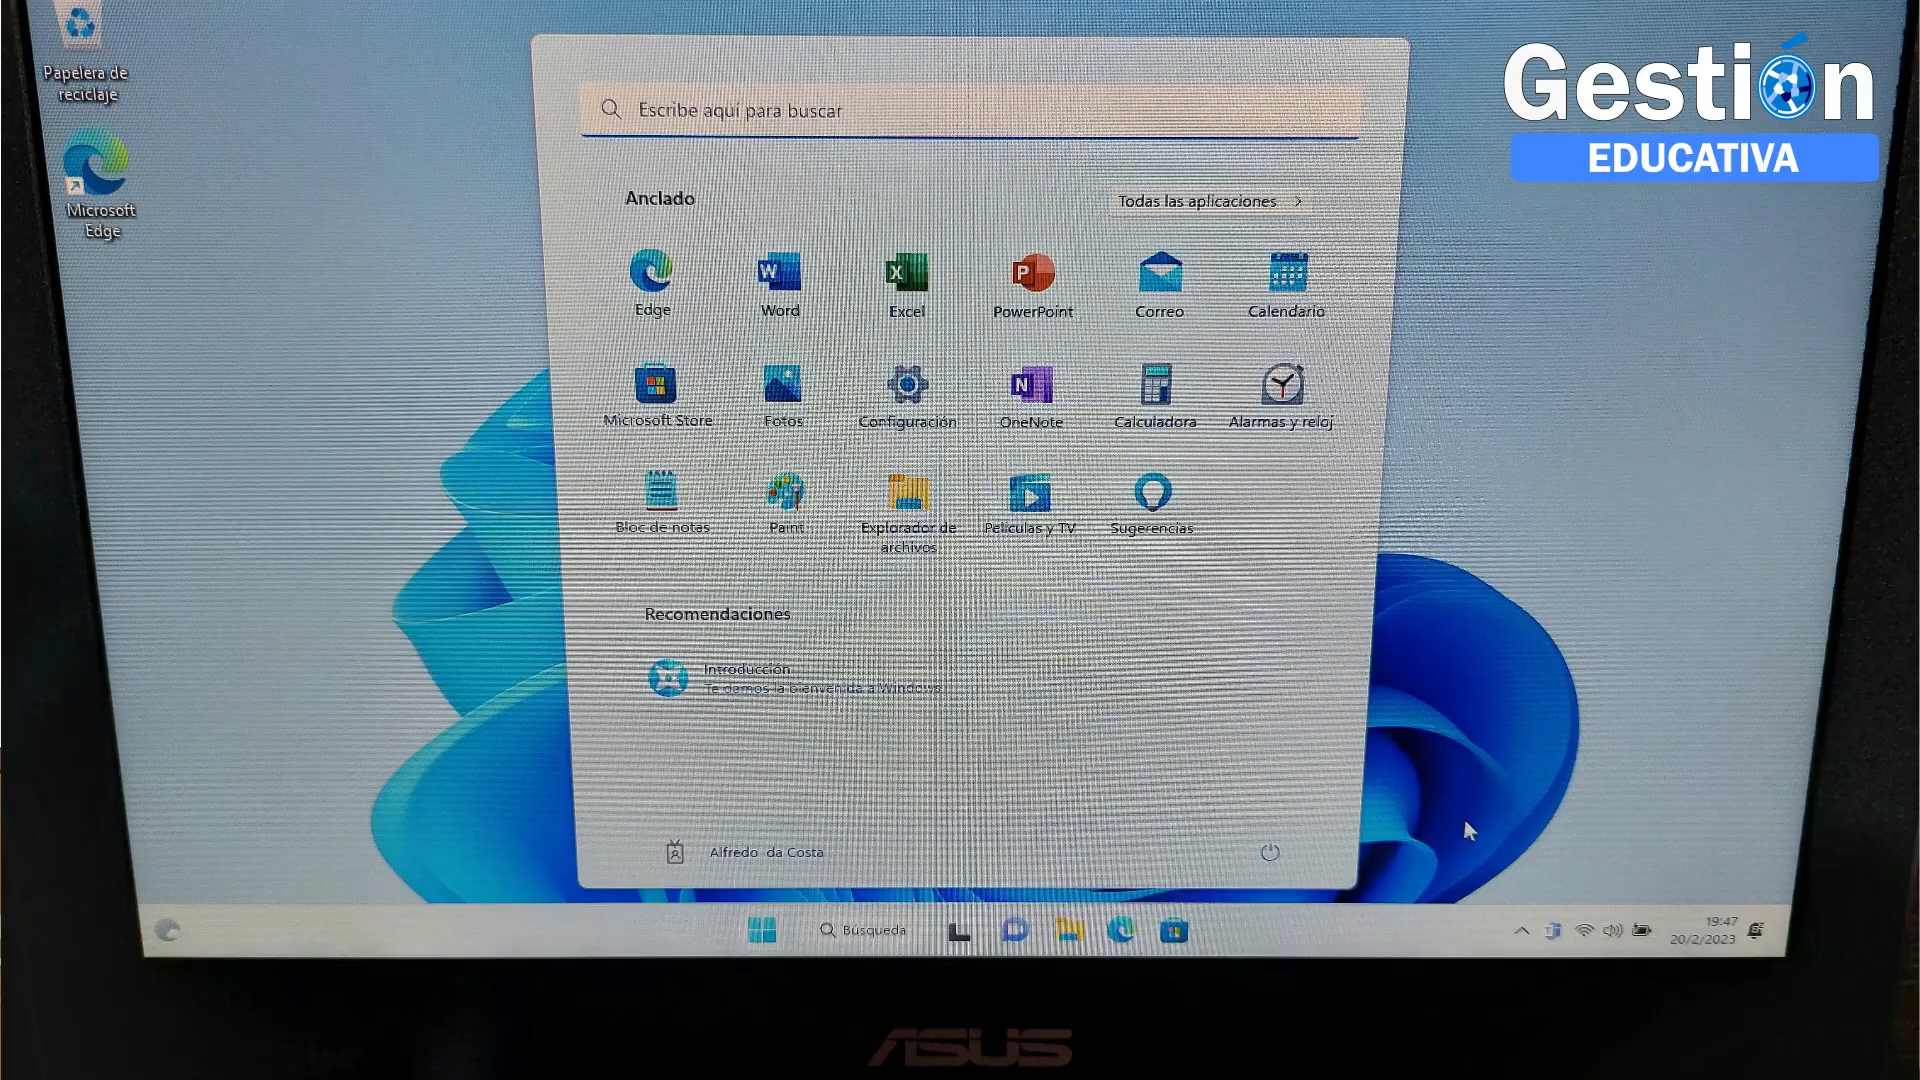 Papelera de
reciclaje
Microsoft
Edge
Gestión
EDUCATIVA
Escribe aquí para buscar
Anclado
Todas las aplicaciones
Edge
Word
Excel
PowerPoint
Correo
Calendario
Microsoft Store
Fotos
Configuración
OneNote
Calculadora
Alarmas y reloj
Bloc de notas
Paint
Explorador de
archivos
Películas y TV
Sugerencias
Recomendaciones
Introducción
Te damos la bienvenida a Windows
Alfredo da Costa
Búsqueda
19:47
20/2/2023
ASUS